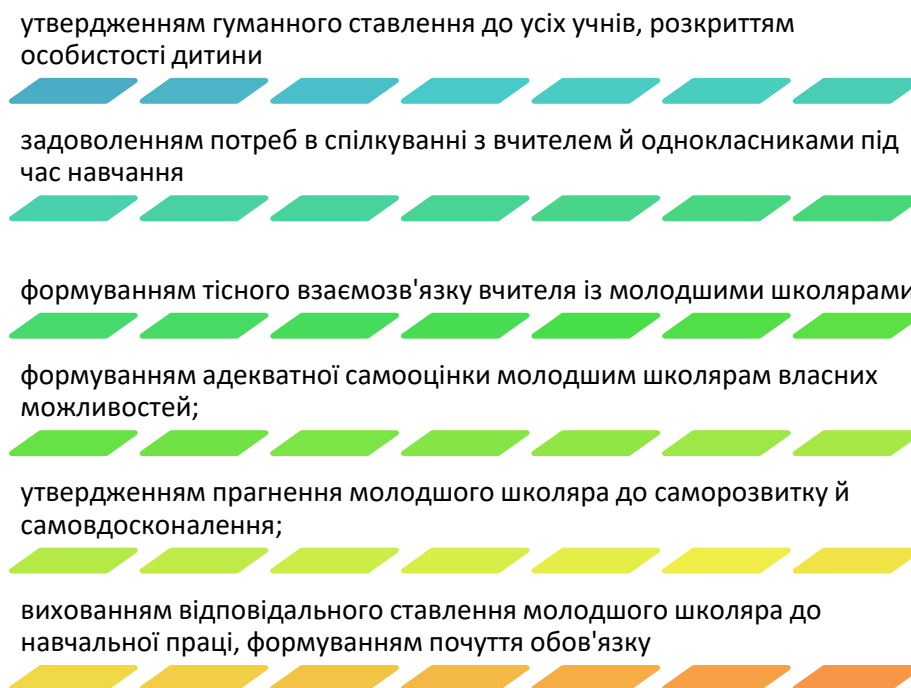 утвердженням гуманного ставлення до усіх учнів, розкриттям
особистості дитини
задоволенням потреб в спілкуванні з вчителем й однокласниками під
час навчання
формуванням тісного взаємозв'язку вчителя із молодшими школярами
формуванням адекватної самооцінки молодшим школярам власних
можливостей;
утвердженням прагнення молодшого школяра до саморозвитку й
самовдосконалення;
вихованням відповідального ставлення молодшого школяра до
навчальної праці, формуванням почуття обов'язку